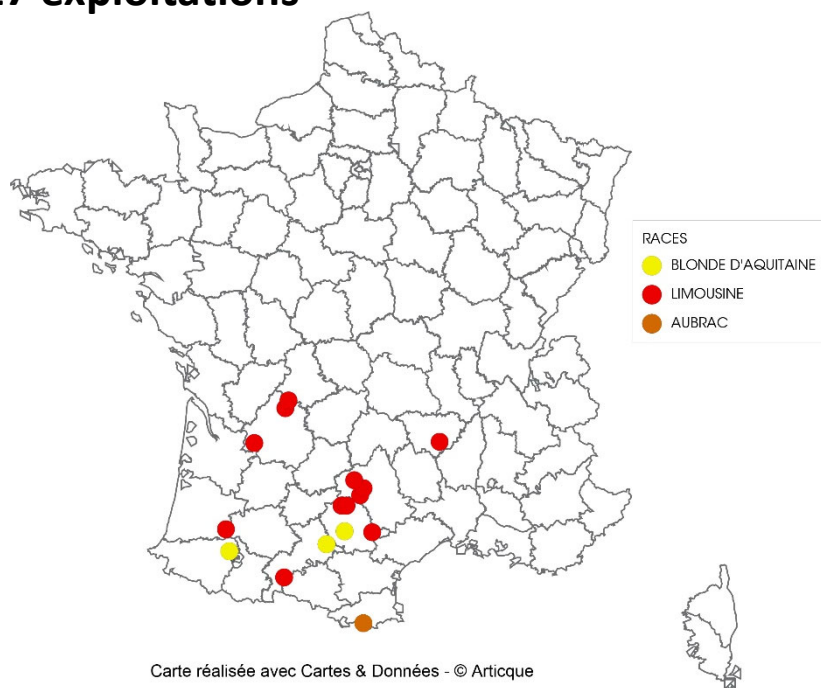 exploitations
RACES
BLONDE D'AQUITAINE
LIMOUSINE
AUBRAC
Carte réalisée avec Cartes & Données - © Articque